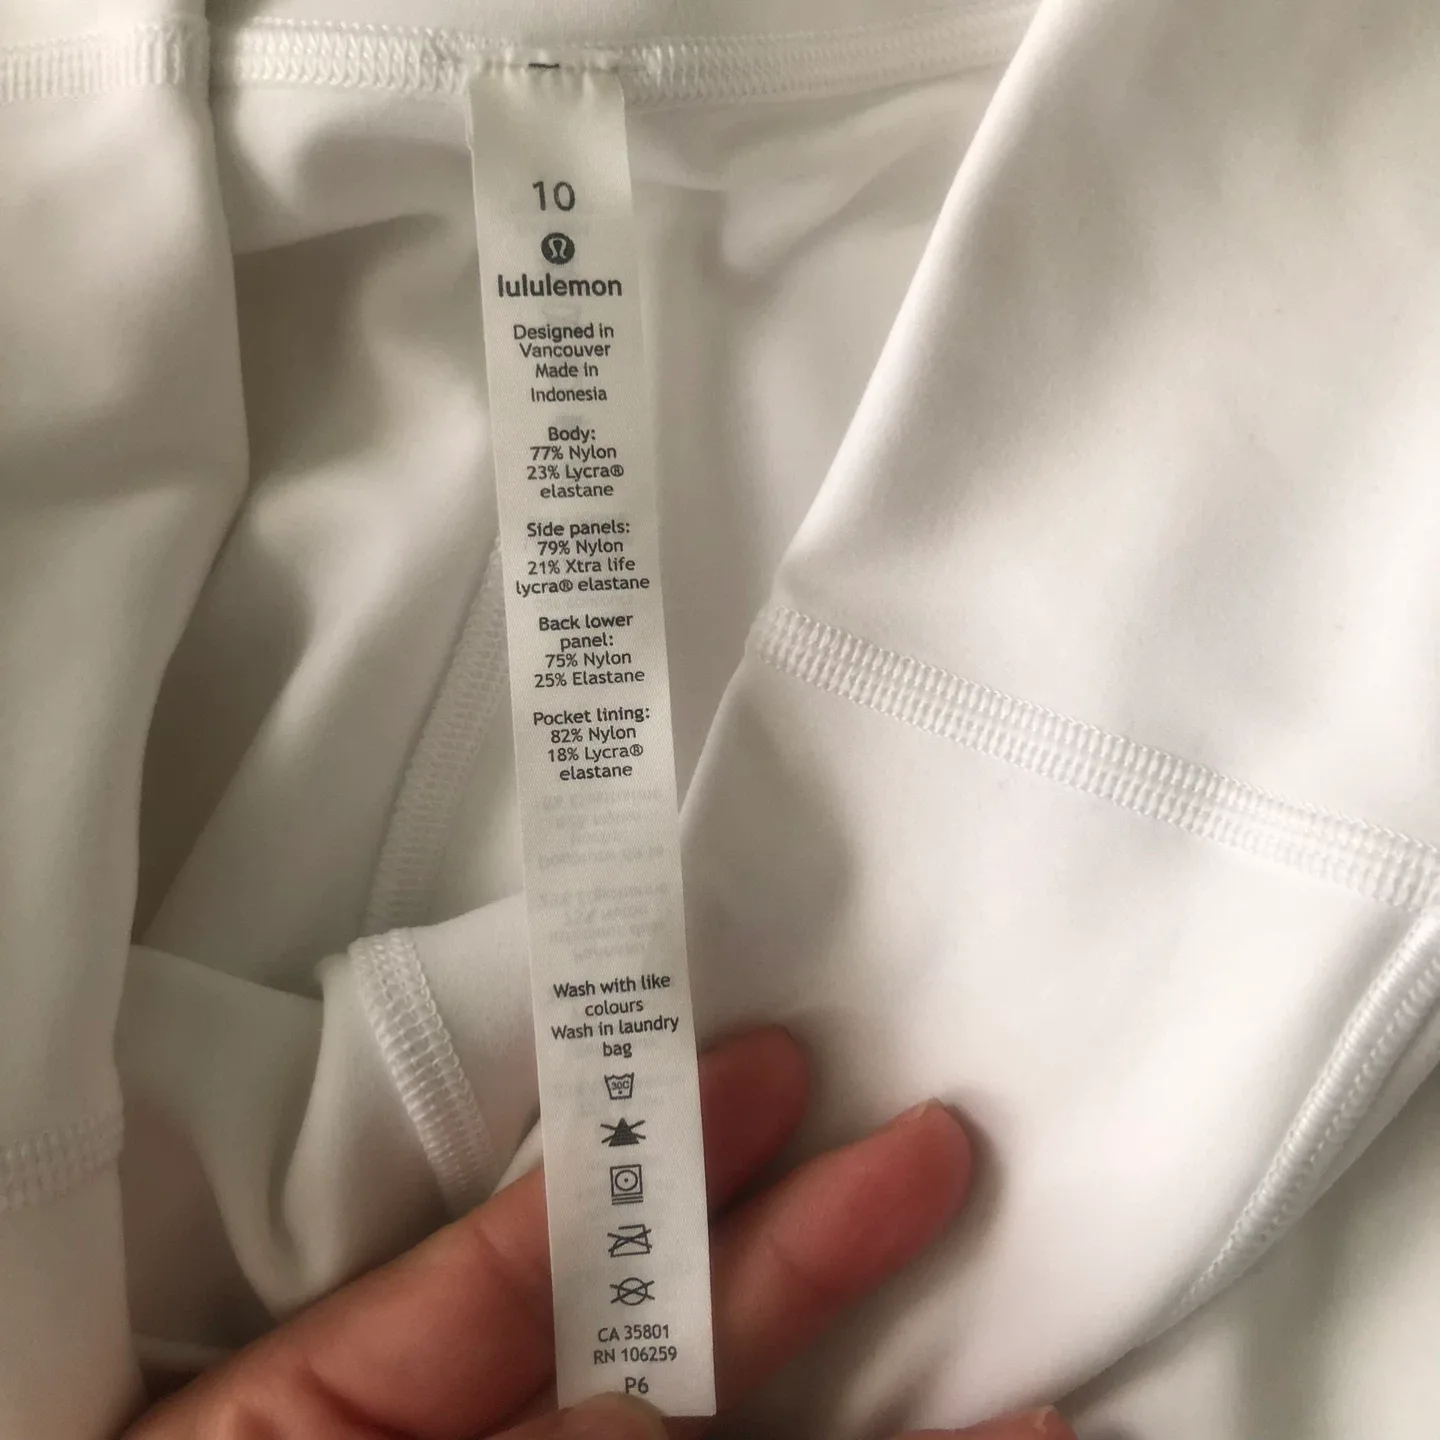 10
lululemon
Designed in
Vancouver
Made in
Indonesia
Body:
77% Nylon
23% Lycra®
elastane
Side panels:
79% Nylon
21% Xtra life
lycra® elastane
Back lower
panel:
75% Nylon
25% Elastane
Pocket lining:
82% Nylon
18% Lycra®
elastane
Wash with like
colours
Wash in laundry
bag
30C
CA 35801
RN 106259
P6